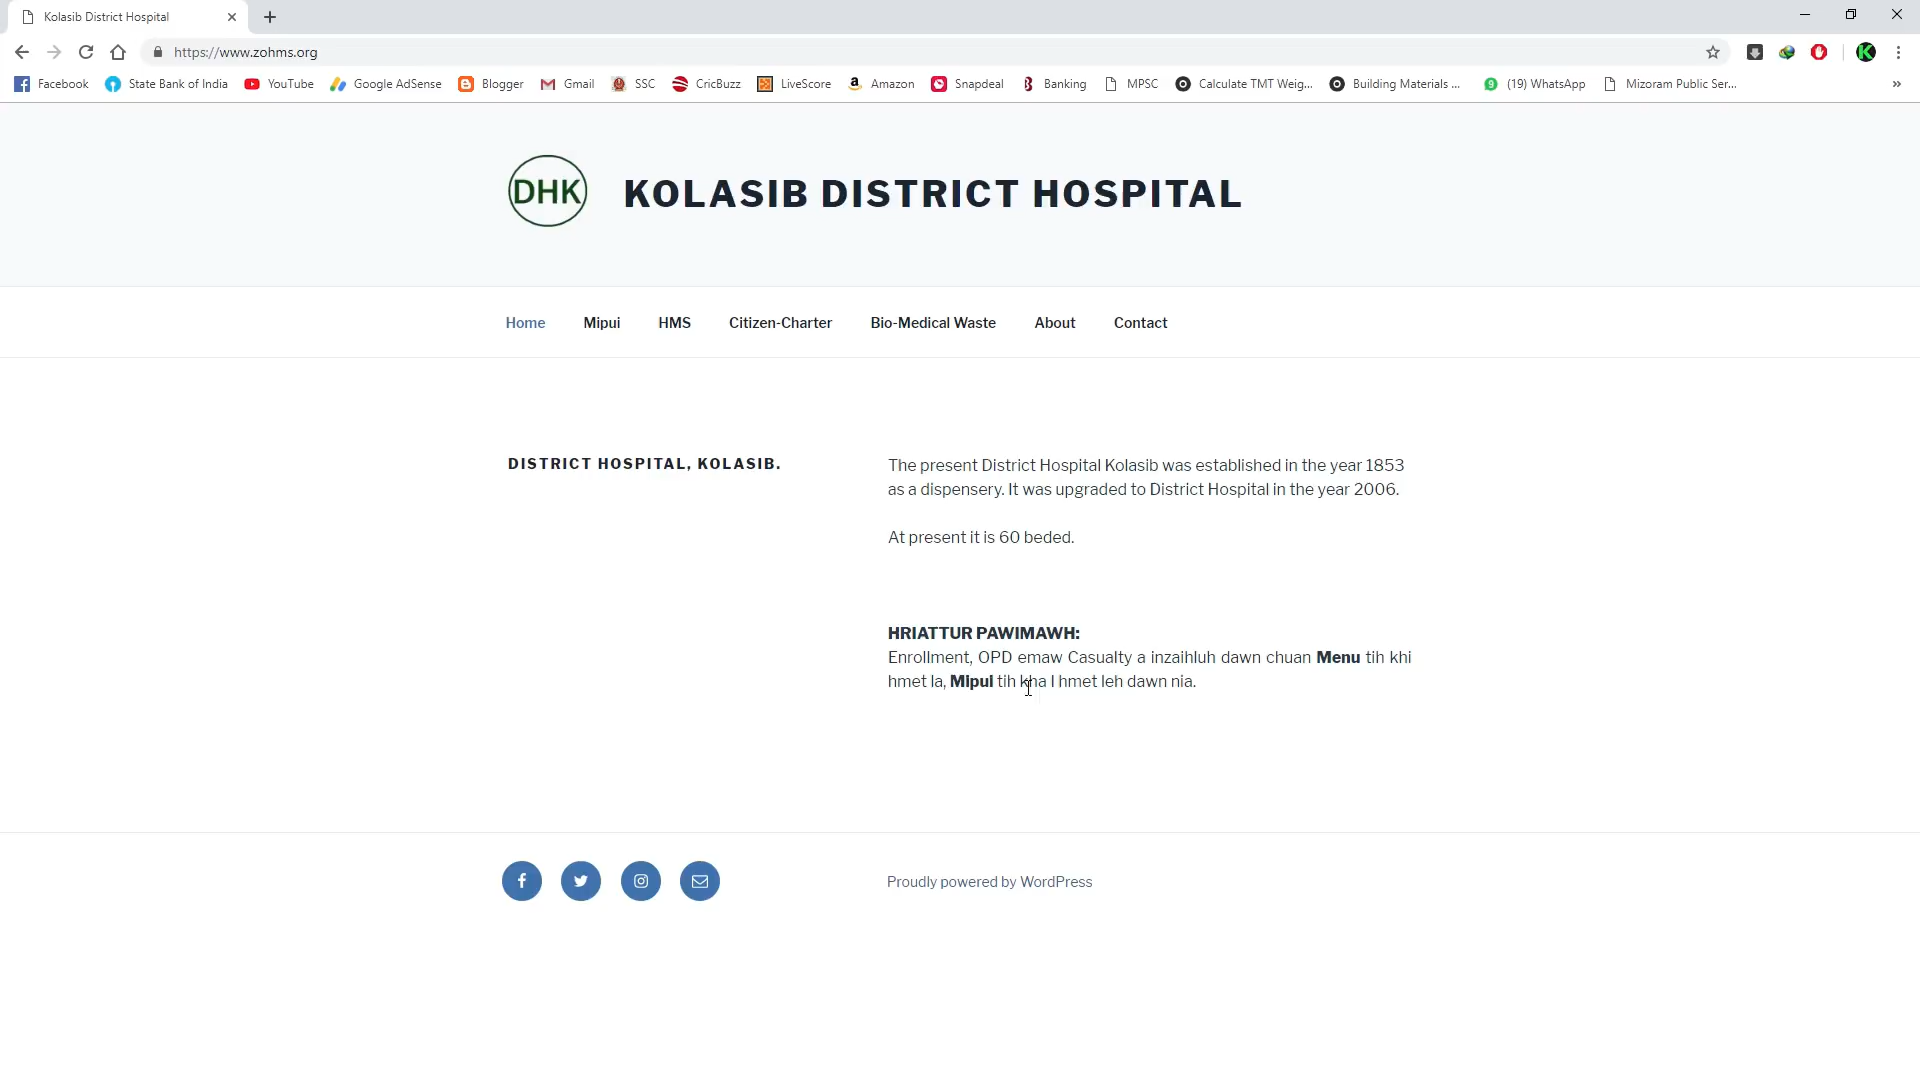 Kolasib District Hospital
https://www.zohms.org
Facebook
State Bank of India
YouTube
Google AdSense
Blogger
Gmail
SSC
CricBuzz
LiveScore
Amazon
Snapdeal
Banking
MPSC
Calculate TMT Weig...
Building Materials ...
(19) WhatsApp
Mizoram Public Ser...
DHK
KOLASIB DISTRICT HOSPITAL
Home
Mipui
HMS
Citizen-Charter
Bio-Medical Waste
About
Contact
DISTRICT HOSPITAL, KOLASIB.
The present District Hospital Kolasib was established in the year 1853
as a dispensery. It was upgraded to District Hospital in the year 2006.
At present it is 60 beded.
HRIATTUR PAWIMAWH:
Enrollment, OPD emaw Casualty a inzaihluh dawn chuan Menu tih khi
hmet la, Mipui tih kha I hmet leh dawn nia.
Proudly powered by WordPress